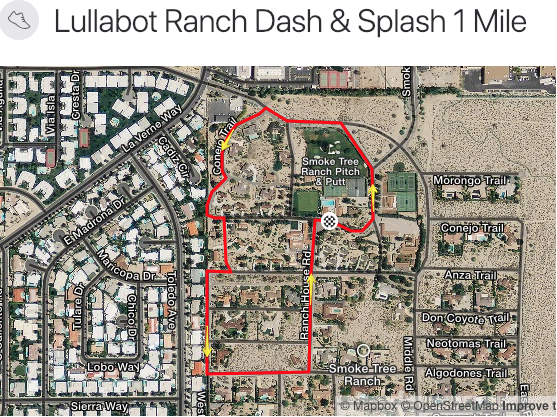 Lullabot Ranch Dash & Splash 1 Mile
Via Isla
Cresta Dr
Smok
LaVerne Way
Conejo Trail
Cadiz Cir
Smoke Tree
Ranch Pitch
& Putt
Morongo Trail
El Madrona Dr
Conejo Trail
Maricopa Dr
Toledo Ave
Anza Trail
Tulare Dr
Chico Dr
Ranch House Rd
Don Coyote Trail
Neotomas Trail
Lobo Way
Smoke Tree
Ranch
Middle Rd
Algodones Trail
Sierra Way
West
Eas
© Mapbox © OpenStreetMap Improve